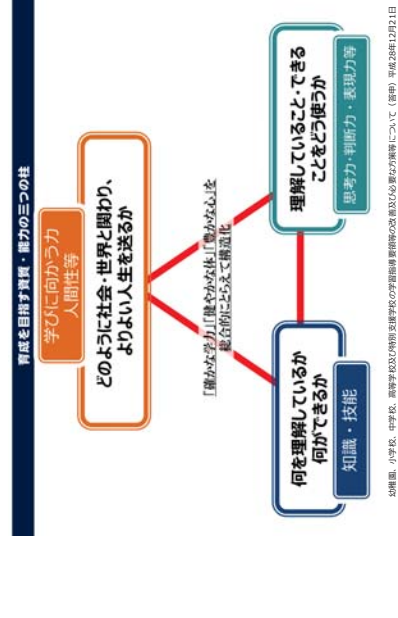 育成を目指す資質・能力の三つの柱
学びに向かう力
人間性等
どのように社会・世界と関わり、
よりよい人生を送るか
「確かな学力」「健やかな体」「豊かな心」を
総合的にとらえて構造化
何を理解しているか
何ができるか
知識・技能
理解していること・できる
ことをどう使うか
思考力・判断力・表現力等
幼稚園、小学校、中学校、高等学校及び特別支援学校の学習指導要領等の改善及び必要な方策等について（答申）平成28年12月21日